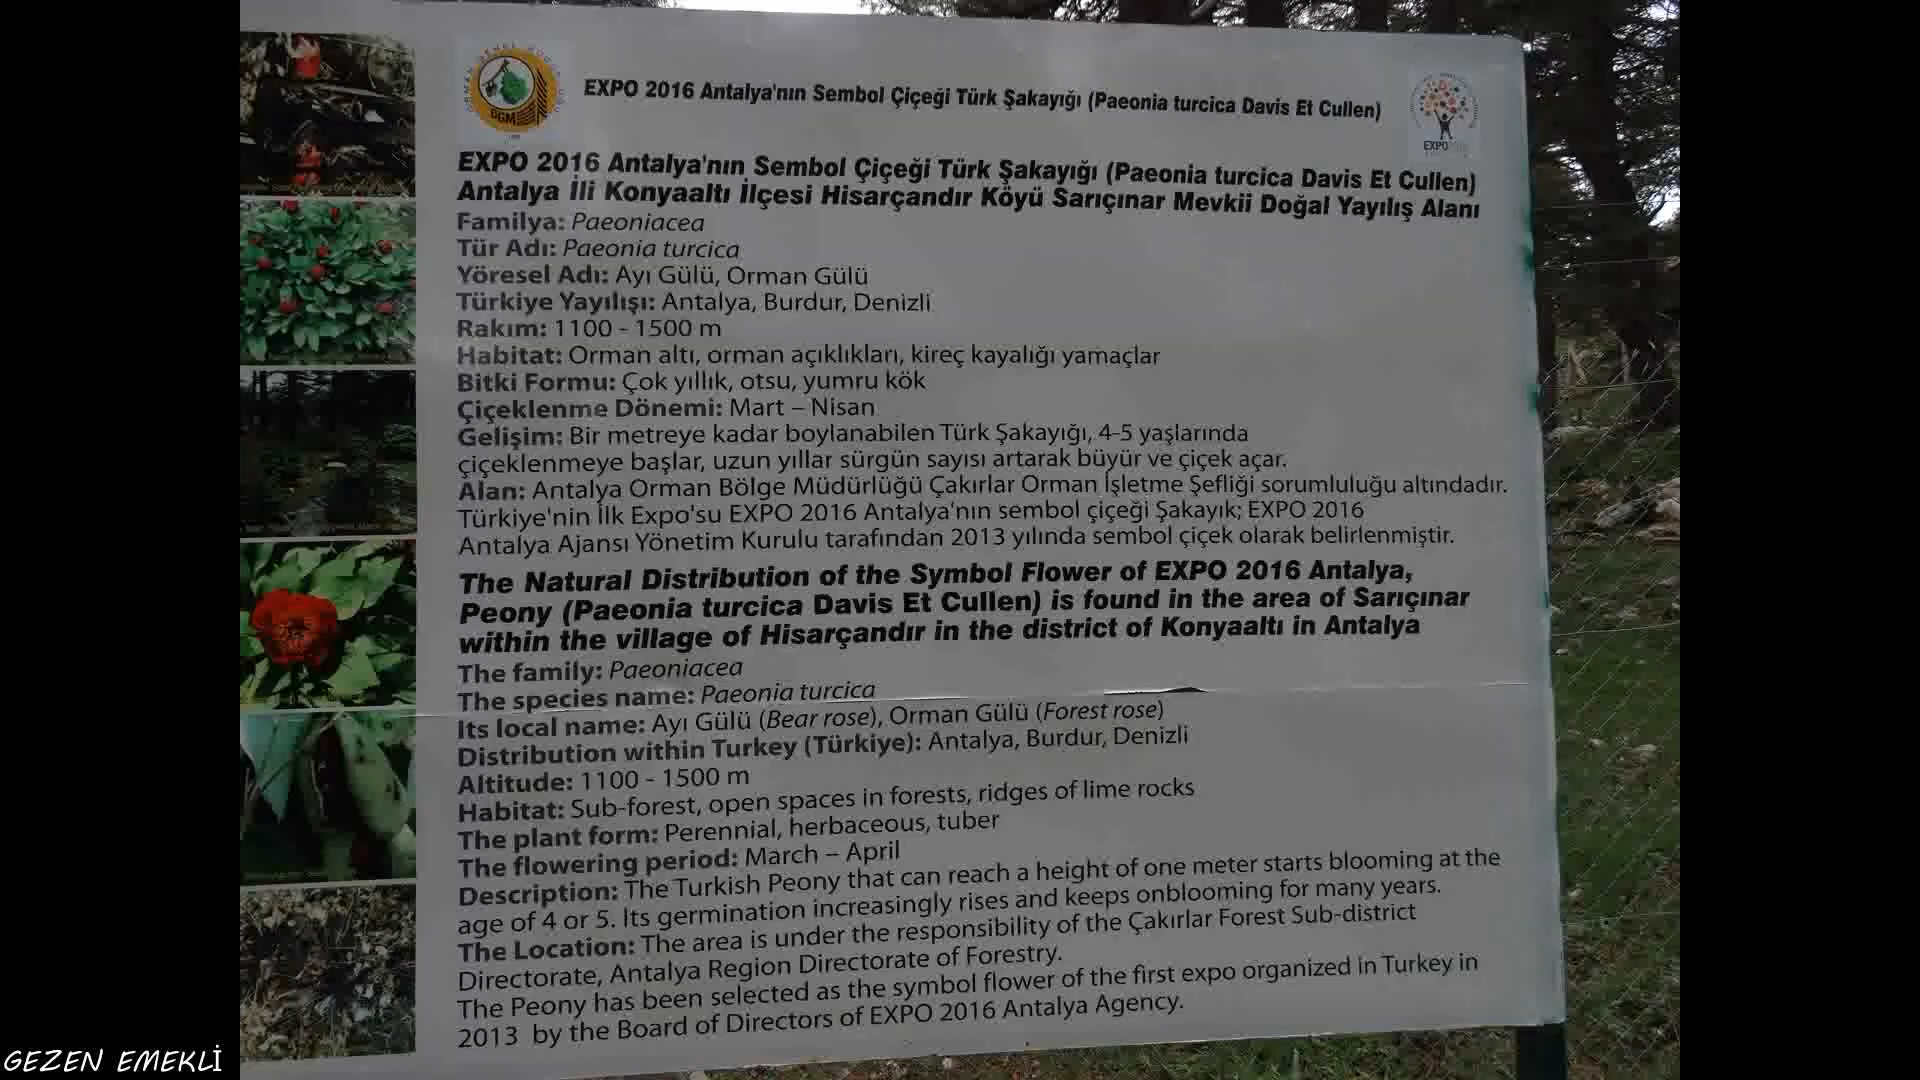 EXPO 2016 Antalya'nın Sembol Çiçeği Türk Şakayığı (Paeonia turcica Davis Et Cullen)
OGM
EXPO 2016
EXPO 2016 Antalya'nın Sembol Çiçeği Türk Şakayığı (Paeonia turcica Davis Et Cullen)
Antalya İli Konyaaltı İlçesi Hisarçandır Köyü Sarıçınar Mevkii Doğal Yayılış Alanı
Familya: Paeoniacea
Tür Adı: Paeonia turcica
Yöresel Adı: Ayı Gülü, Orman Gülü
Türkiye Yayılışı: Antalya, Burdur, Denizli
Rakım: 1100 - 1500 m
Habitat: Orman altı, orman açıklıkları, kireç kayalığı yamaçlar
Bitki Formu: Çok yıllık, otsu, yumru kök
Çiçeklenme Dönemi: Mart – Nisan
Gelişim: Bir metreye kadar boylanabilen Türk Şakayığı, 4-5 yaşlarında
çiçeklenmeye başlar, uzun yıllar sürgün sayısı artarak büyür ve çiçek açar.
Alan: Antalya Orman Bölge Müdürlüğü Çakırlar Orman İşletme Şefliği sorumluluğu altındadır.
Türkiye'nin İlk Expo'su EXPO 2016 Antalya'nın sembol çiçeği Şakayık; EXPO 2016
Antalya Ajansı Yönetim Kurulu tarafından 2013 yılında sembol çiçek olarak belirlenmiştir.
The Natural Distribution of the Symbol Flower of EXPO 2016 Antalya,
Peony (Paeonia turcica Davis Et Cullen) is found in the area of Sarıçınar
within the village of Hisarçandır in the district of Konyaaltı in Antalya
The family: Paeoniacea
The species name: Paeonia turcica
Its local name: Ayı Gülü (Bear rose), Orman Gülü (Forest rose)
Distribution within Turkey (Türkiye): Antalya, Burdur, Denizli
Altitude: 1100 - 1500 m
Habitat: Sub-forest, open spaces in forests, ridges of lime rocks
The plant form: Perennial, herbaceous, tuber
The flowering period: March – April
Description: The Turkish Peony that can reach a height of one meter starts blooming at the
age of 4 or 5. Its germination increasingly rises and keeps onblooming for many years.
The Location: The area is under the responsibility of the Çakırlar Forest Sub-district
Directorate, Antalya Region Directorate of Forestry.
The Peony has been selected as the symbol flower of the first expo organized in Turkey in
2013 by the Board of Directors of EXPO 2016 Antalya Agency.
GEZEN EMEKLİ